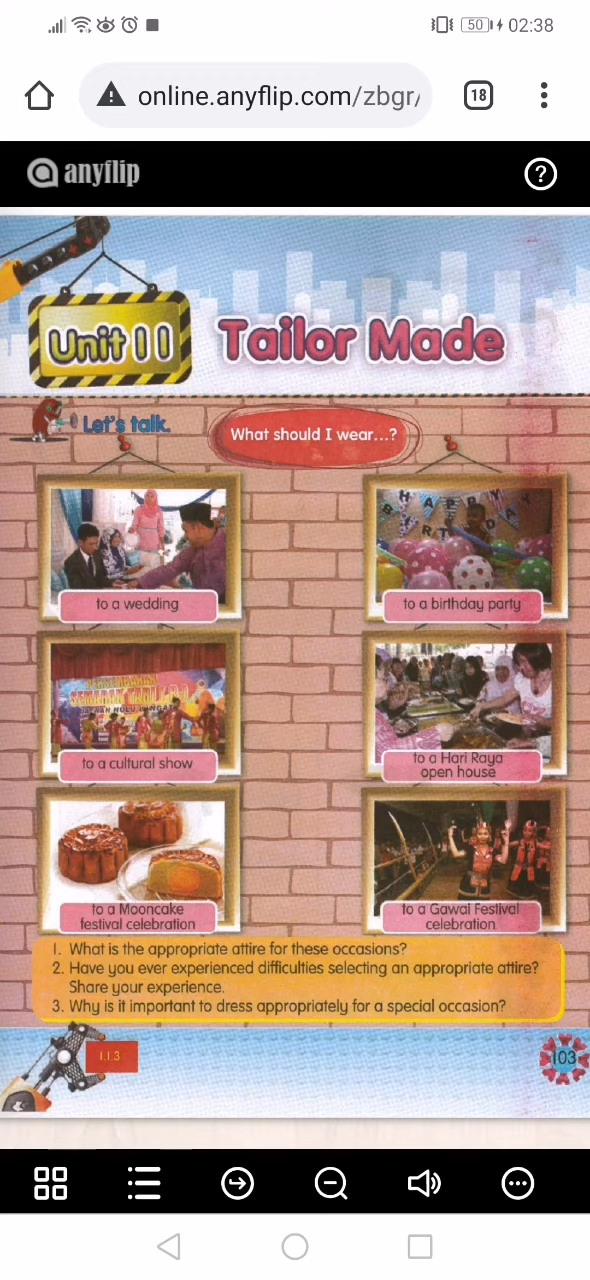 50 02:38
online.anyflip.com/zbgr/
18
anyflip
?
Unit 11
Tailor Made
Let's talk.
What should I wear...?
to a wedding
HAPPY
BIRTHDAY
to a birthday party
to a cultural show
to a Hari Raya
open house
to a Mooncake
festival celebration
to a Gawai Festival
celebration
1. What is the appropriate attire for these occasions?
2. Have you ever experienced difficulties selecting an appropriate attire?
Share your experience.
3. Why is it important to dress appropriately for a special occasion?
1.1.3
103